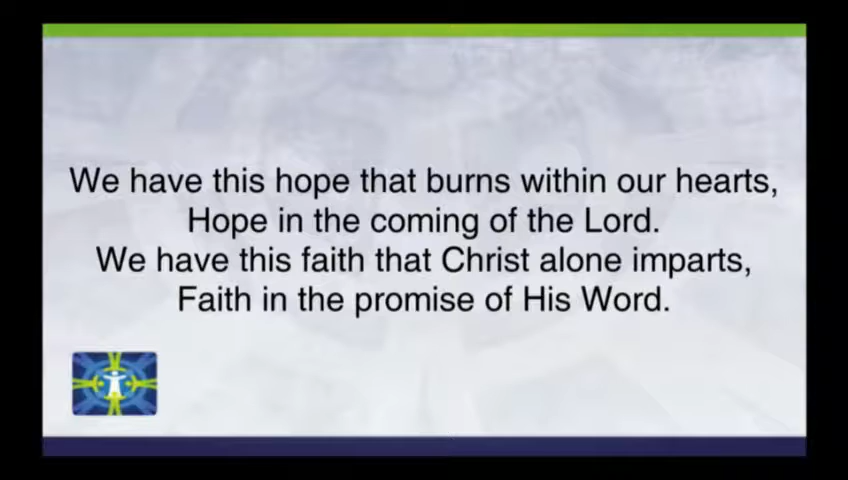 We have this hope that burns within our hearts,
Hope in the coming of the Lord.
We have this faith that Christ alone imparts,
Faith in the promise of His Word.